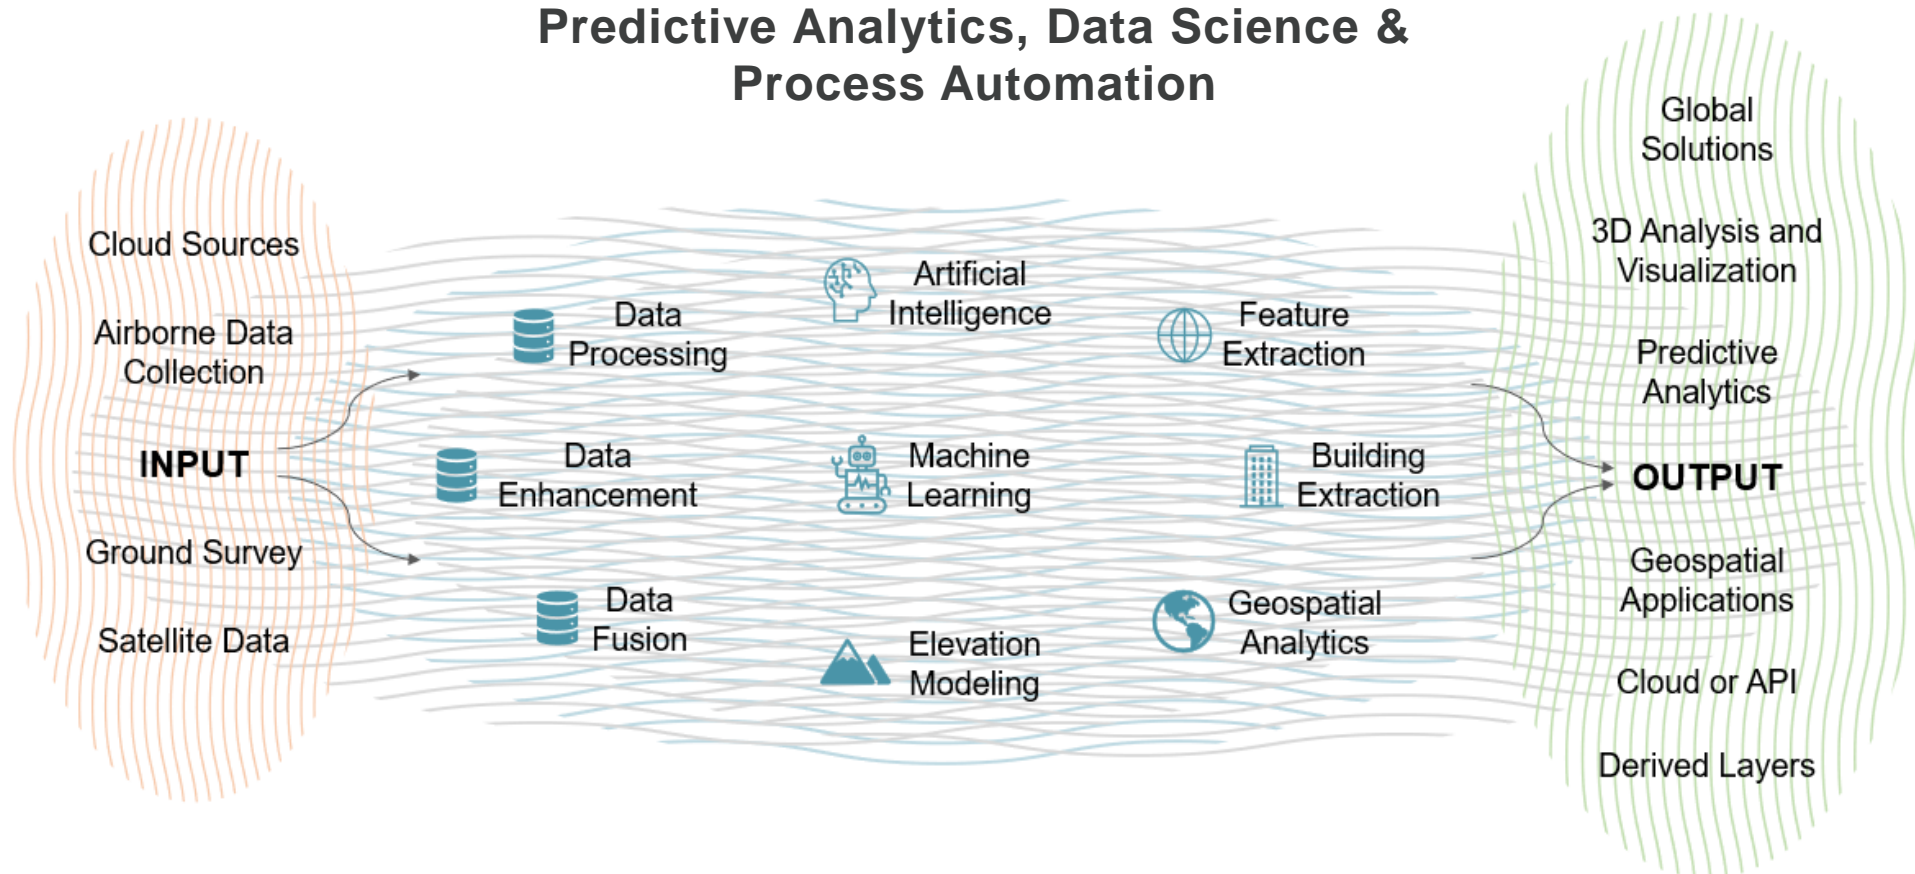 Predictive Analytics, Data Science &
Process Automation
Cloud Sources
Airborne Data
Collection
INPUT
Ground Survey
Satellite Data
Data
Processing
Data
Enhancement
Data
Fusion
Artificial
Intelligence
Machine
Learning
Elevation
Modeling
Feature
Extraction
Building
Extraction
Geospatial
Analytics
Global
Solutions
3D Analysis and
Visualization
Predictive
Analytics
OUTPUT
Geospatial
Applications
Cloud or API
Derived Layers